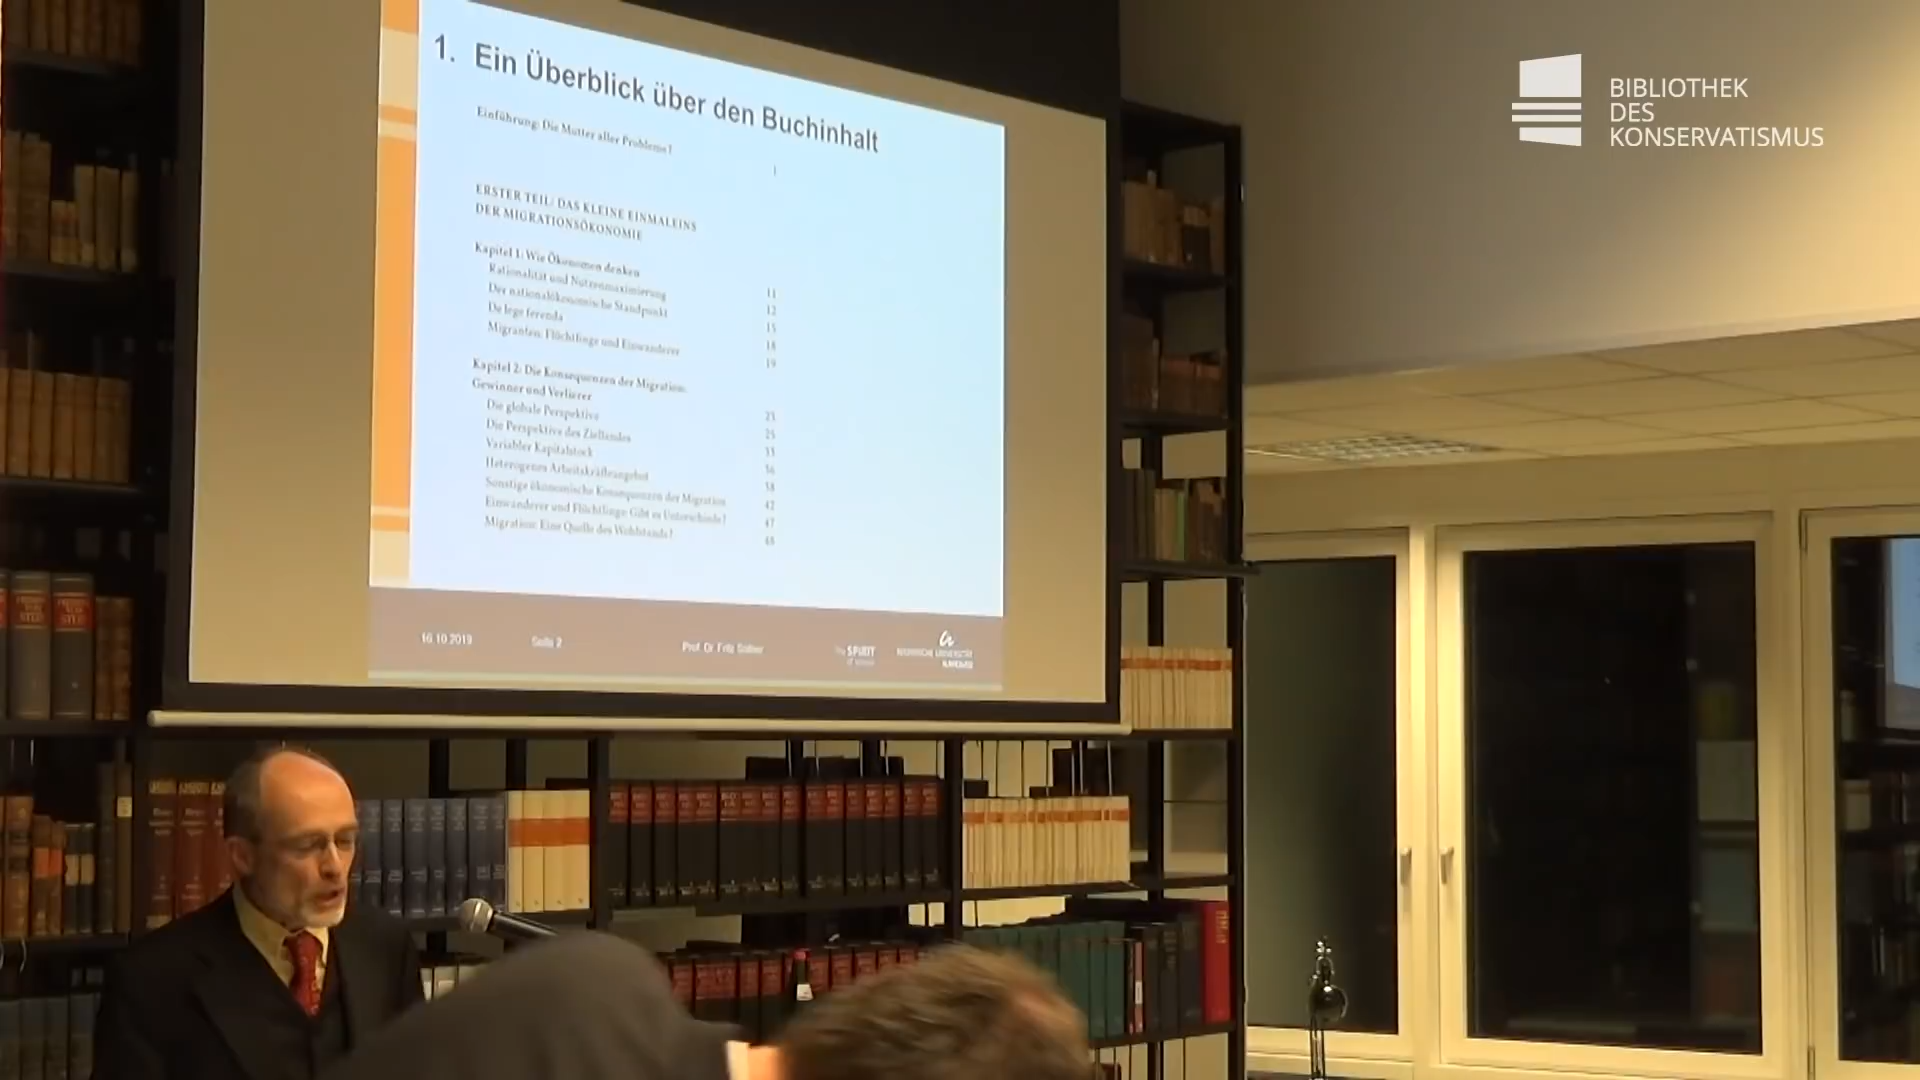 1. Ein Überblick über den Buchinhalt
Einführung: Die Mutter aller Probleme? 1
ERSTER TEIL: DAS KLEINE EINMALEINS
DER MIGRATIONSÖKONOMIE
Kapitel 1: Wie Ökonomen denken 11
Rationalität und Nutzenmaximierung 12
Der nationalökonomische Standpunkt 15
De lege ferenda 18
Migranten: Flüchtlinge und Einwanderer 19
Kapitel 2: Die Konsequenzen der Migration:
Gewinner und Verlierer 23
Die globale Perspektive 25
Die Perspektive des Ziellandes 33
Variabler Kapitalstock 36
Heterogenes Arbeitskräfteangebot 38
Sonstige ökonomische Konsequenzen der Migration 42
Einwanderer und Flüchtlinge: Gibt es Unterschiede? 47
Migration: Eine Quelle des Wohlstands? 48
16.10.2019 Seite 2 Prof. Dr. Fritz
SPIRIT
BIBLIOTHEK
DES
KONSERVATISMUS